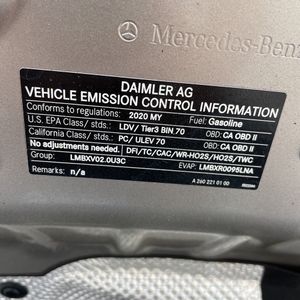 Mercedes-Benz
DAIMLER AG
VEHICLE EMISSION CONTROL INFORMATION
Conforms to regulations: 2020 MY Fuel: Gasoline
U.S. EPA Class/ stds.: LDV/ Tier3 BIN 70 OBD: CA OBD II
California Class/ stds.: PC/ ULEV 70 OBD: CA OBD II
No adjustments needed. DFI/TC/CAC/WR-HO2S/HO2S/TWC
Group: LMBXV02.0U3C EVAP: LMBXR0095LNA
Remarks: n/a
A 260 221 01 00